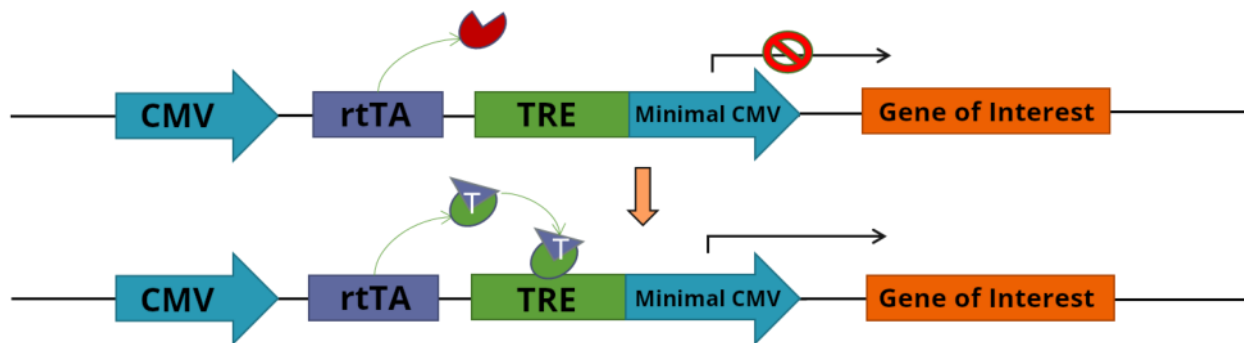 CMV
rtTA
TRE
Minimal CMV
Gene of Interest
T
T
CMV
rtTA
TRE
Minimal CMV
Gene of Interest